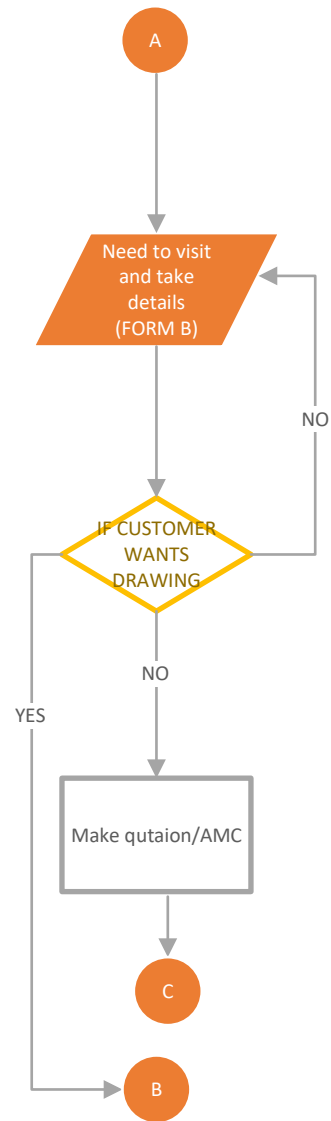 A
Need to visit
and take
details
(FORM B)
NO
IF CUSTOMER
WANTS
DRAWING
NO
YES
Make qutaion/AMC
C
B